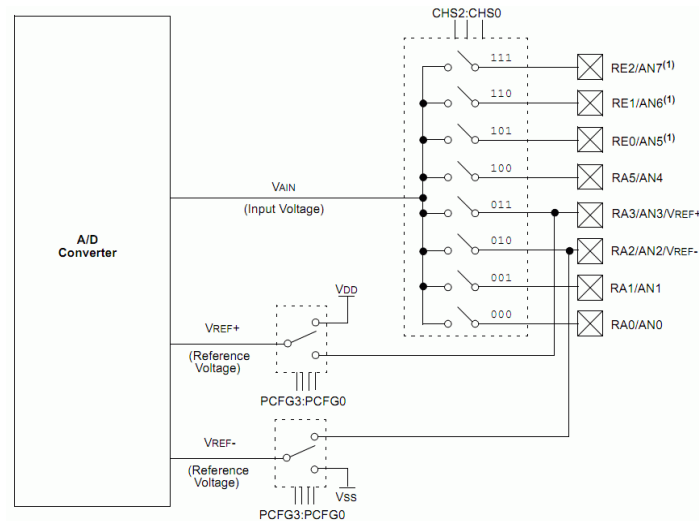 CHS2:CHS0
111
RE2/AN7(1)
110
RE1/AN6(1)
101
RE0/AN5(1)
100
RA5/AN4
VAIN
(Input Voltage)
011
RA3/AN3/VREF+
010
RA2/AN2/VREF-
A/D
Converter
001
RA1/AN1
VDD
000
RA0/AN0
VREF+
(Reference
Voltage)
PCFG3:PCFG0
VREF-
(Reference
Voltage)
VSS
PCFG3:PCFG0